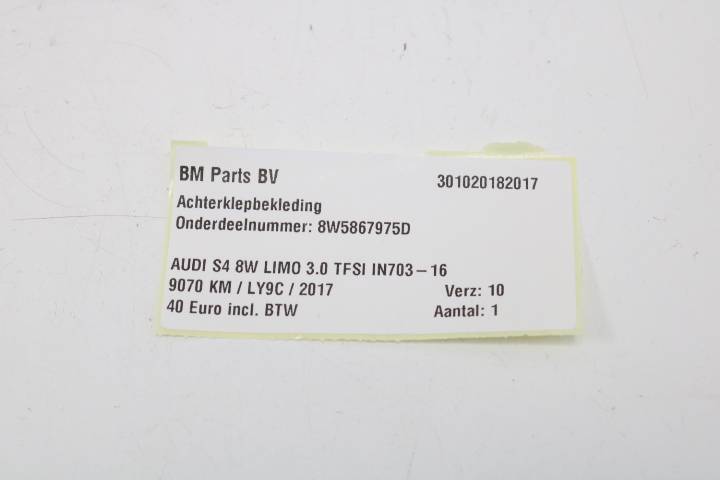 BM Parts BV 301020182017
Achterklepbekleding
Onderdeelnummer: 8W5867975D
AUDI S4 8W LIMO 3.0 TFSI IN703-16
9070 KM / LY9C / 2017 Verz: 10
40 Euro incl. BTW Aantal: 1